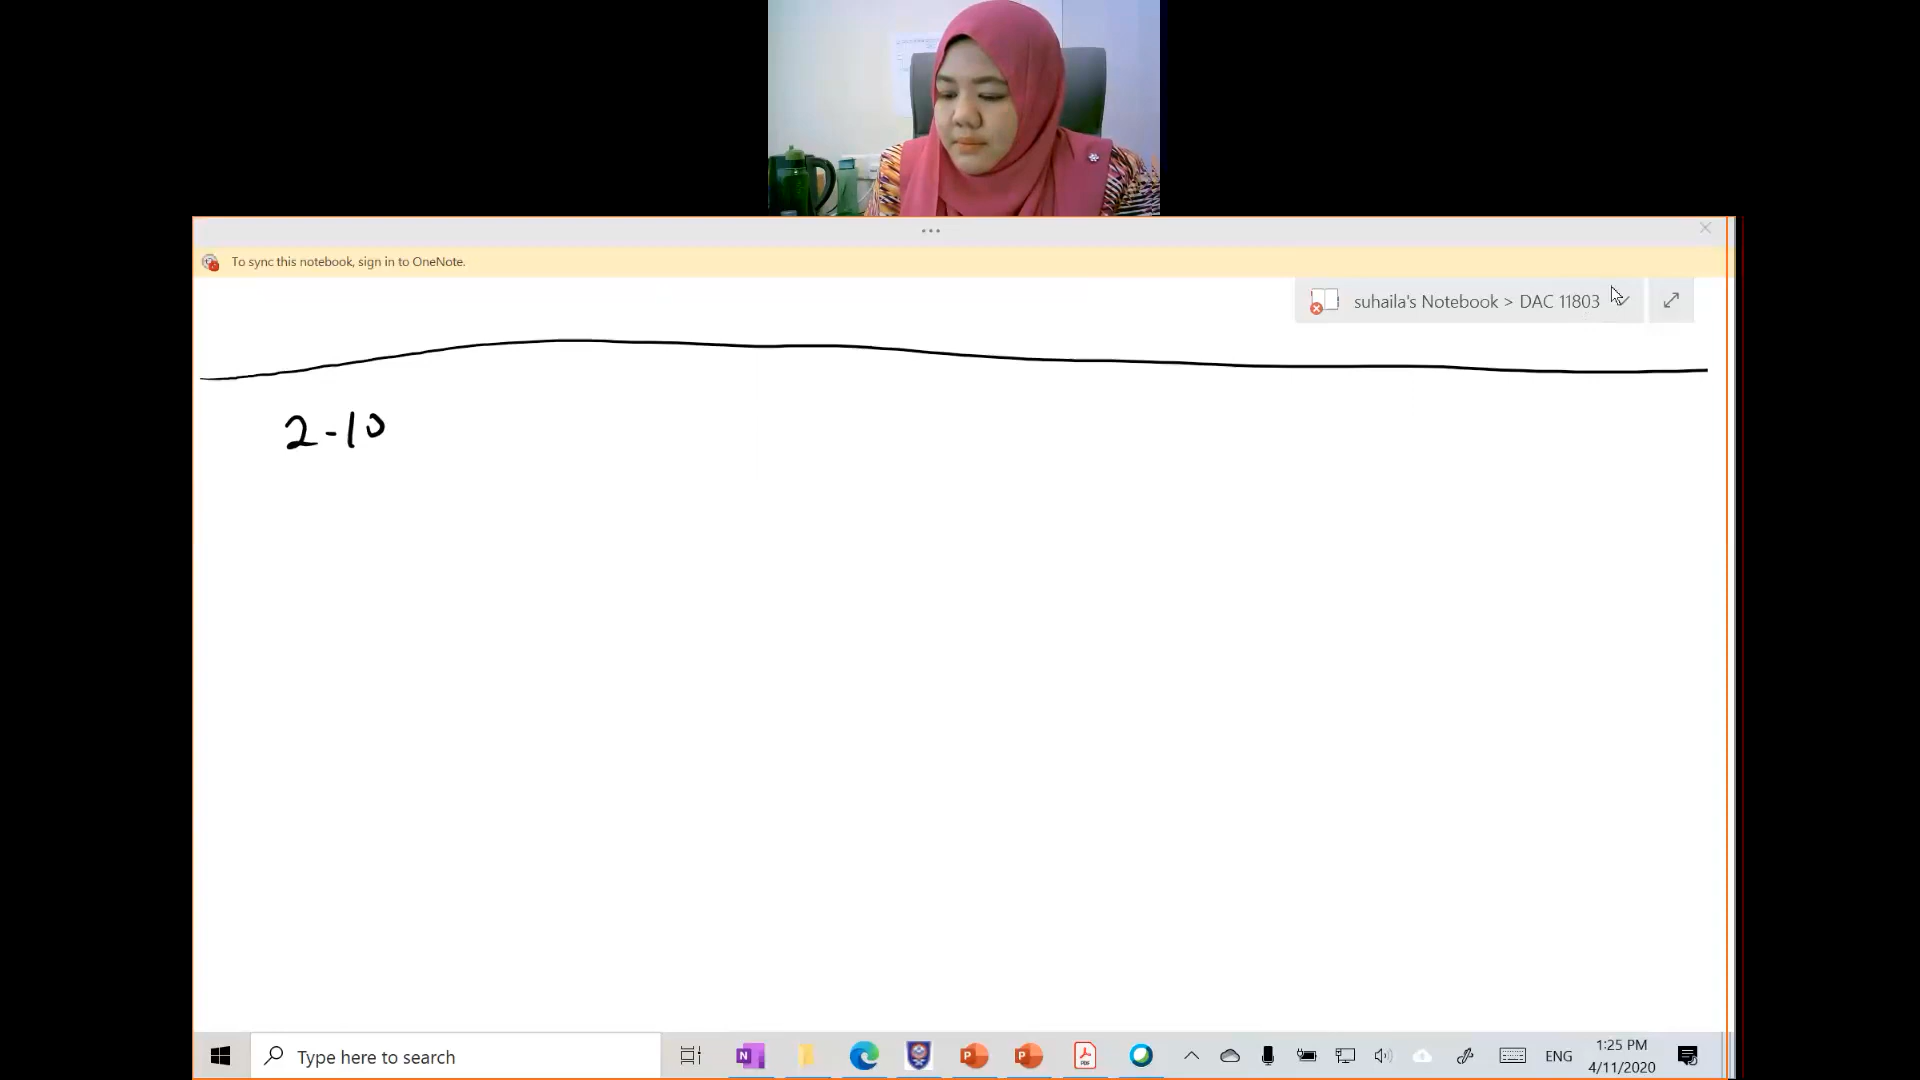 To sync this notebook, sign in to OneNote.
suhaila's Notebook > DAC 11803
2-10
Type here to search
ENG
1:25 PM
4/11/2020